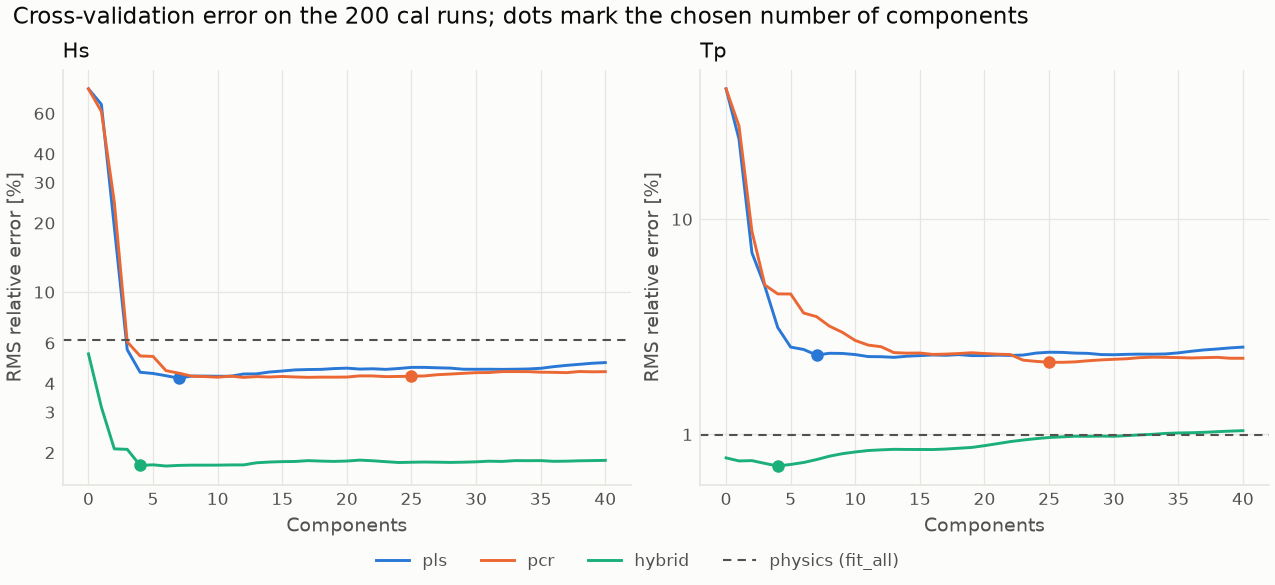 Cross-validation error on the 200 cal runs; dots mark the chosen number of components
Hs
Tp
RMS relative error [%]
60
40
30
20
10
6
4
3
2
0 5 10 15 20 25 30 35 40
Components
RMS relative error [%]
10
1
0 5 10 15 20 25 30 35 40
Components
pls pcr hybrid physics (fit_all)